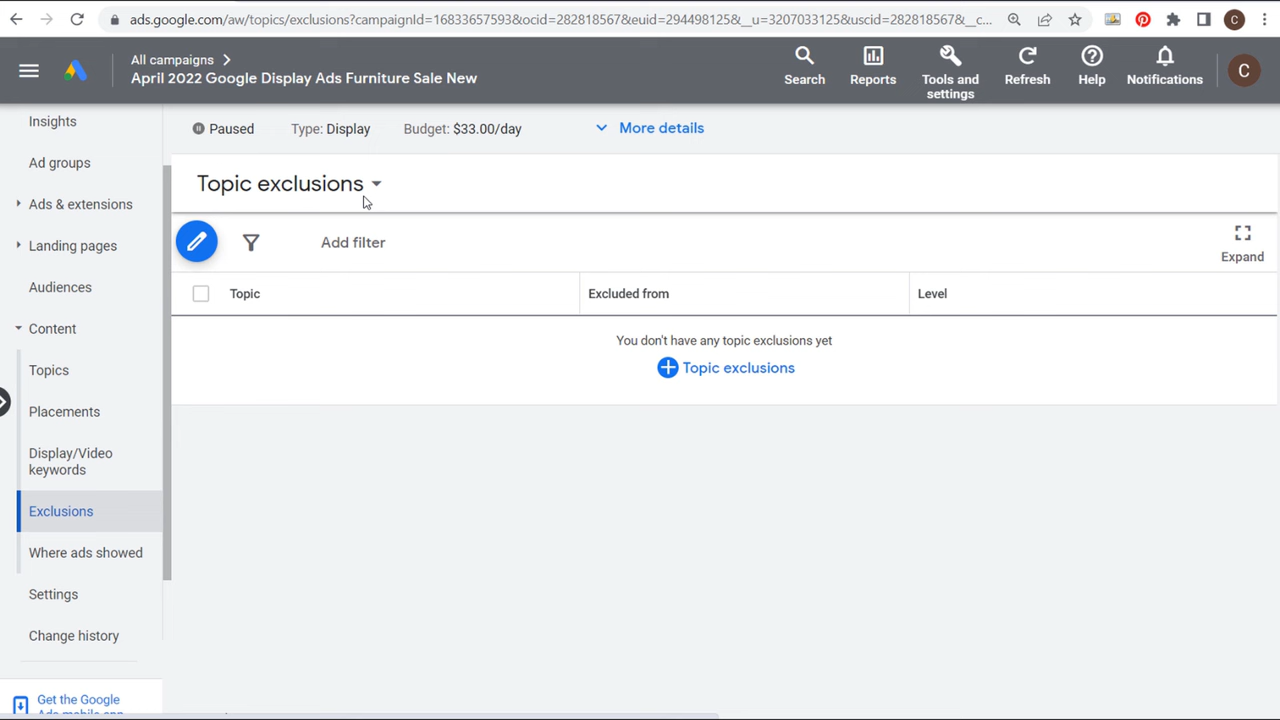 ads.google.com/aw/topics/exclusions?campaignId=16833657593&ocid=282818567&euid=294498125&__u=3207033125&uscid=282818567&__c...
C
All campaigns
April 2022 Google Display Ads Furniture Sale New
Search
Reports
Tools and
settings
Refresh
Help
Notifications
C
Insights
Ad groups
Ads & extensions
Landing pages
Audiences
Content
Topics
Placements
Display/Video
keywords
Exclusions
Where ads showed
Settings
Change history
Get the Google
Ads mobile app
Paused
Type: Display
Budget: $33.00/day
More details
Topic exclusions
Add filter
Expand
Topic
Excluded from
Level
You don't have any topic exclusions yet
Topic exclusions